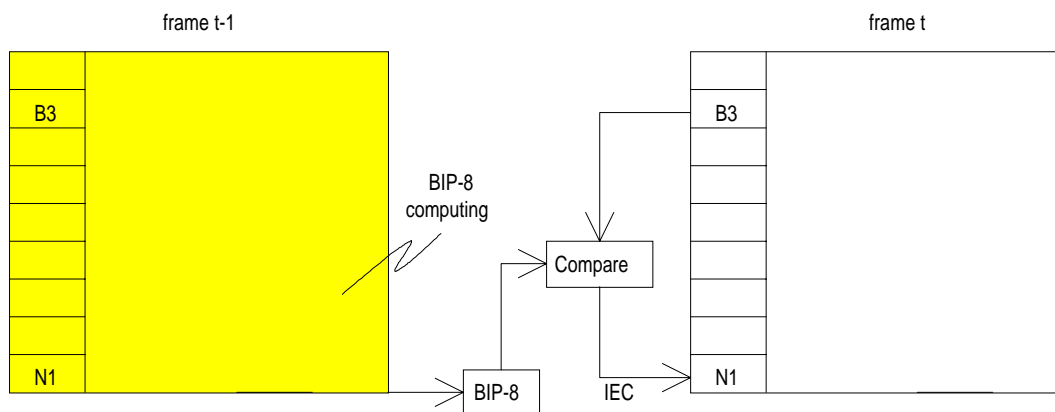 frame t-1
frame t
B3
B3
BIP-8
computing
Compare
N1
BIP-8
IEC
N1